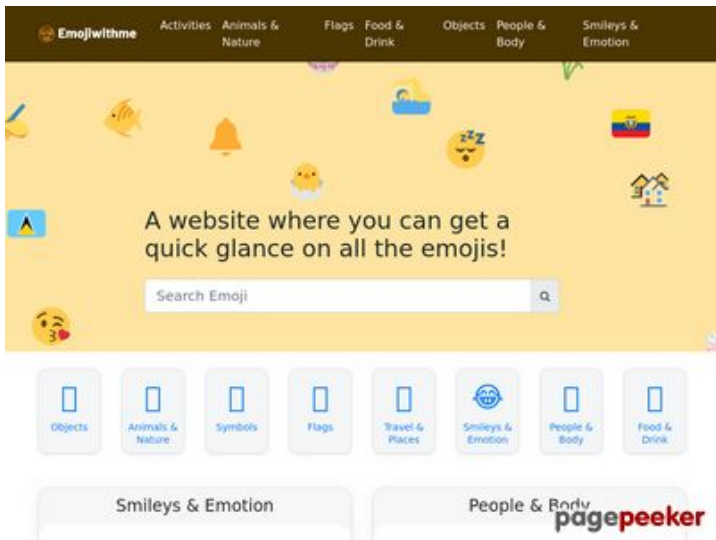 Emojiwithme
Activities
Animals &
Nature
Flags
Food &
Drink
Objects
People &
Body
Smileys &
Emotion
zzZ
A website where you can get a
quick glance on all the emojis!
Search Emoji
Objects
Animals &
Nature
Symbols
Flags
Travel &
Places
Smileys &
Emotion
People &
Body
Food &
Drink
Smileys & Emotion
People & Body
pagepeeker